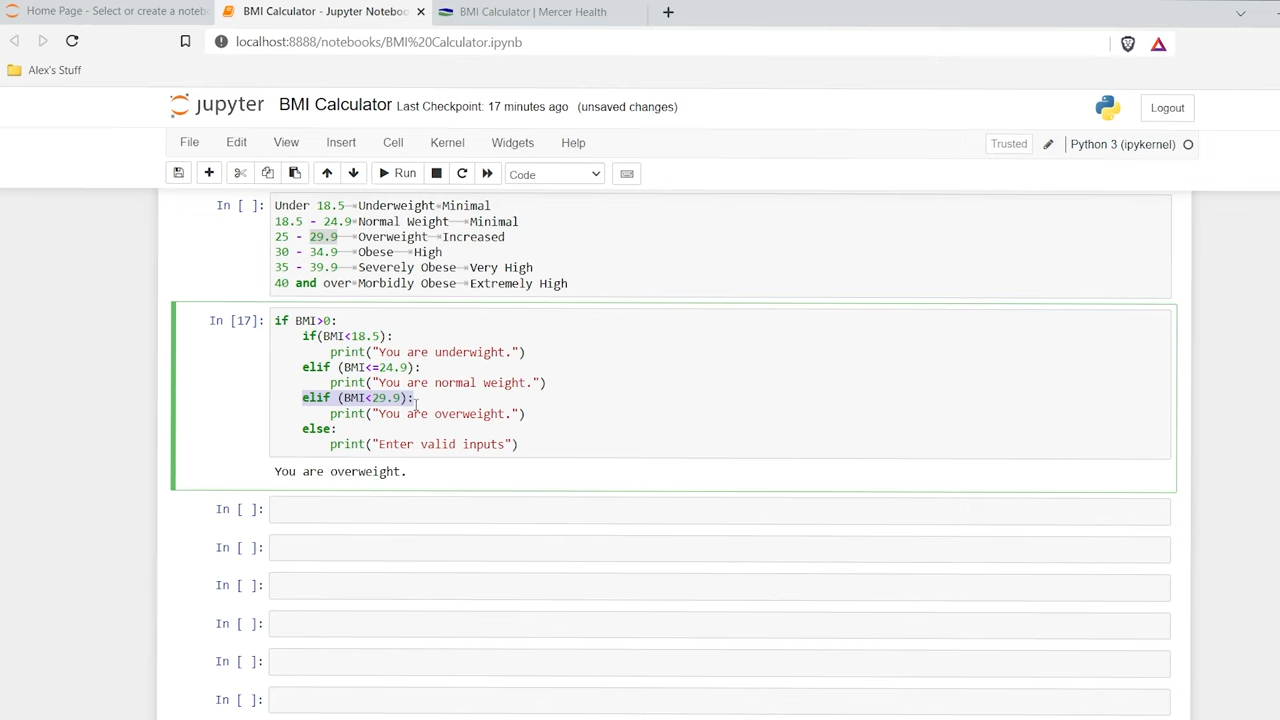 Home Page - Select or create a noteb
BMI Calculator - Jupyter Noteboo
BMI Calculator | Mercer Health
localhost:8888/notebooks/BMI%20Calculator.ipynb
Alex's Stuff
jupyter BMI Calculator Last Checkpoint: 17 minutes ago (unsaved changes)
Logout
File Edit View Insert Cell Kernel Widgets Help
Trusted Python 3 (ipykernel)
Run Code
In [ ]: Under 18.5 Underweight Minimal
18.5 - 24.9 Normal Weight Minimal
25 - 29.9 Overweight Increased
30 - 34.9 Obese High
35 - 39.9 Severely Obese Very High
40 and over Morbidly Obese Extremely High
In [17]: if BMI>0:
if(BMI<18.5):
print("You are underwight.")
elif (BMI<=24.9):
print("You are normal weight.")
elif (BMI<29.9):
print("You are overweight.")
else:
print("Enter valid inputs")
You are overweight.
In [ ]:
In [ ]:
In [ ]:
In [ ]:
In [ ]:
In [ ]: